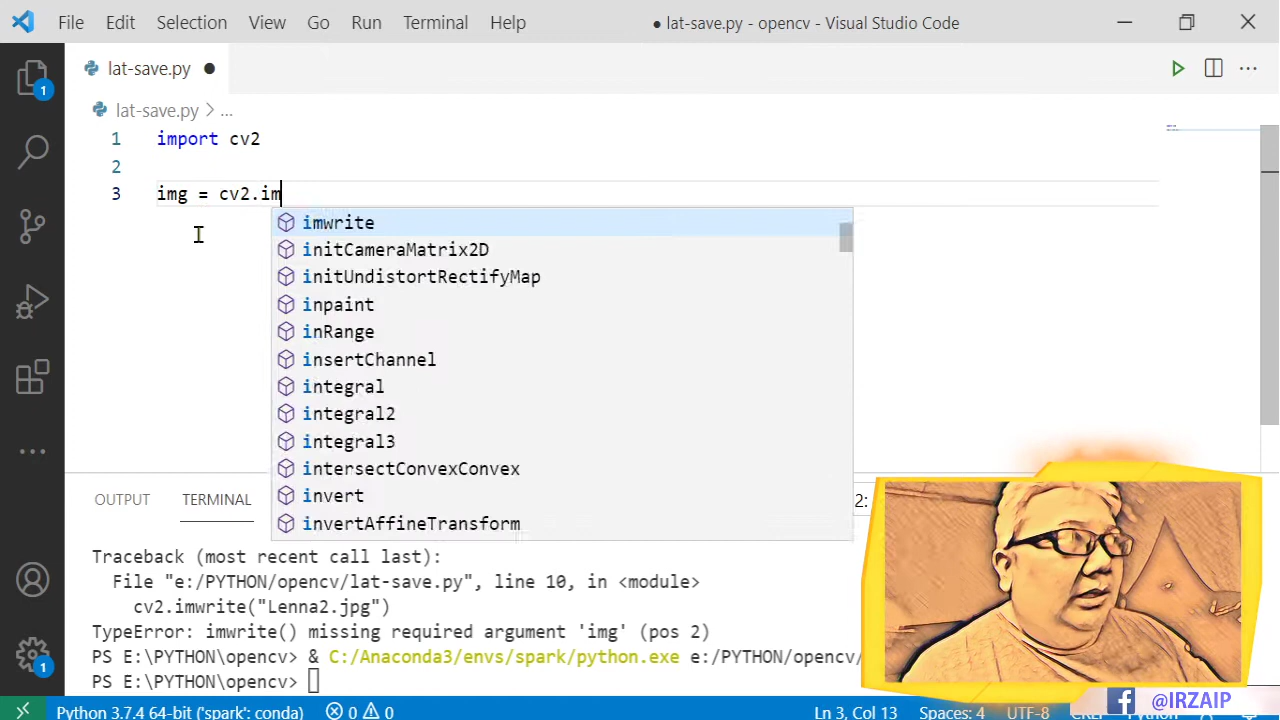 File Edit Selection View Go Run Terminal Help ● lat-save.py - opencv - Visual Studio Code
lat-save.py ●
lat-save.py > ...
1 import cv2
2
3 img = cv2.im
imwrite
initCameraMatrix2D
initUndistortRectifyMap
inpaint
inRange
insertChannel
integral
integral2
integral3
intersectConvexConvex
invert
invertAffineTransform
1
OUTPUT TERMINAL 2:
Traceback (most recent call last):
File "e:/PYTHON/opencv/lat-save.py", line 10, in <module>
cv2.imwrite("Lenna2.jpg")
TypeError: imwrite() missing required argument 'img' (pos 2)
PS E:\PYTHON\opencv> & C:/Anaconda3/envs/spark/python.exe e:/PYTHON/opencv/
PS E:\PYTHON\opencv>
1
@IRZAIP
Python 3.7.4 64-bit ('spark': conda) 0 0 Ln 3, Col 13 Spaces: 4 UTF-8 CRLF Python